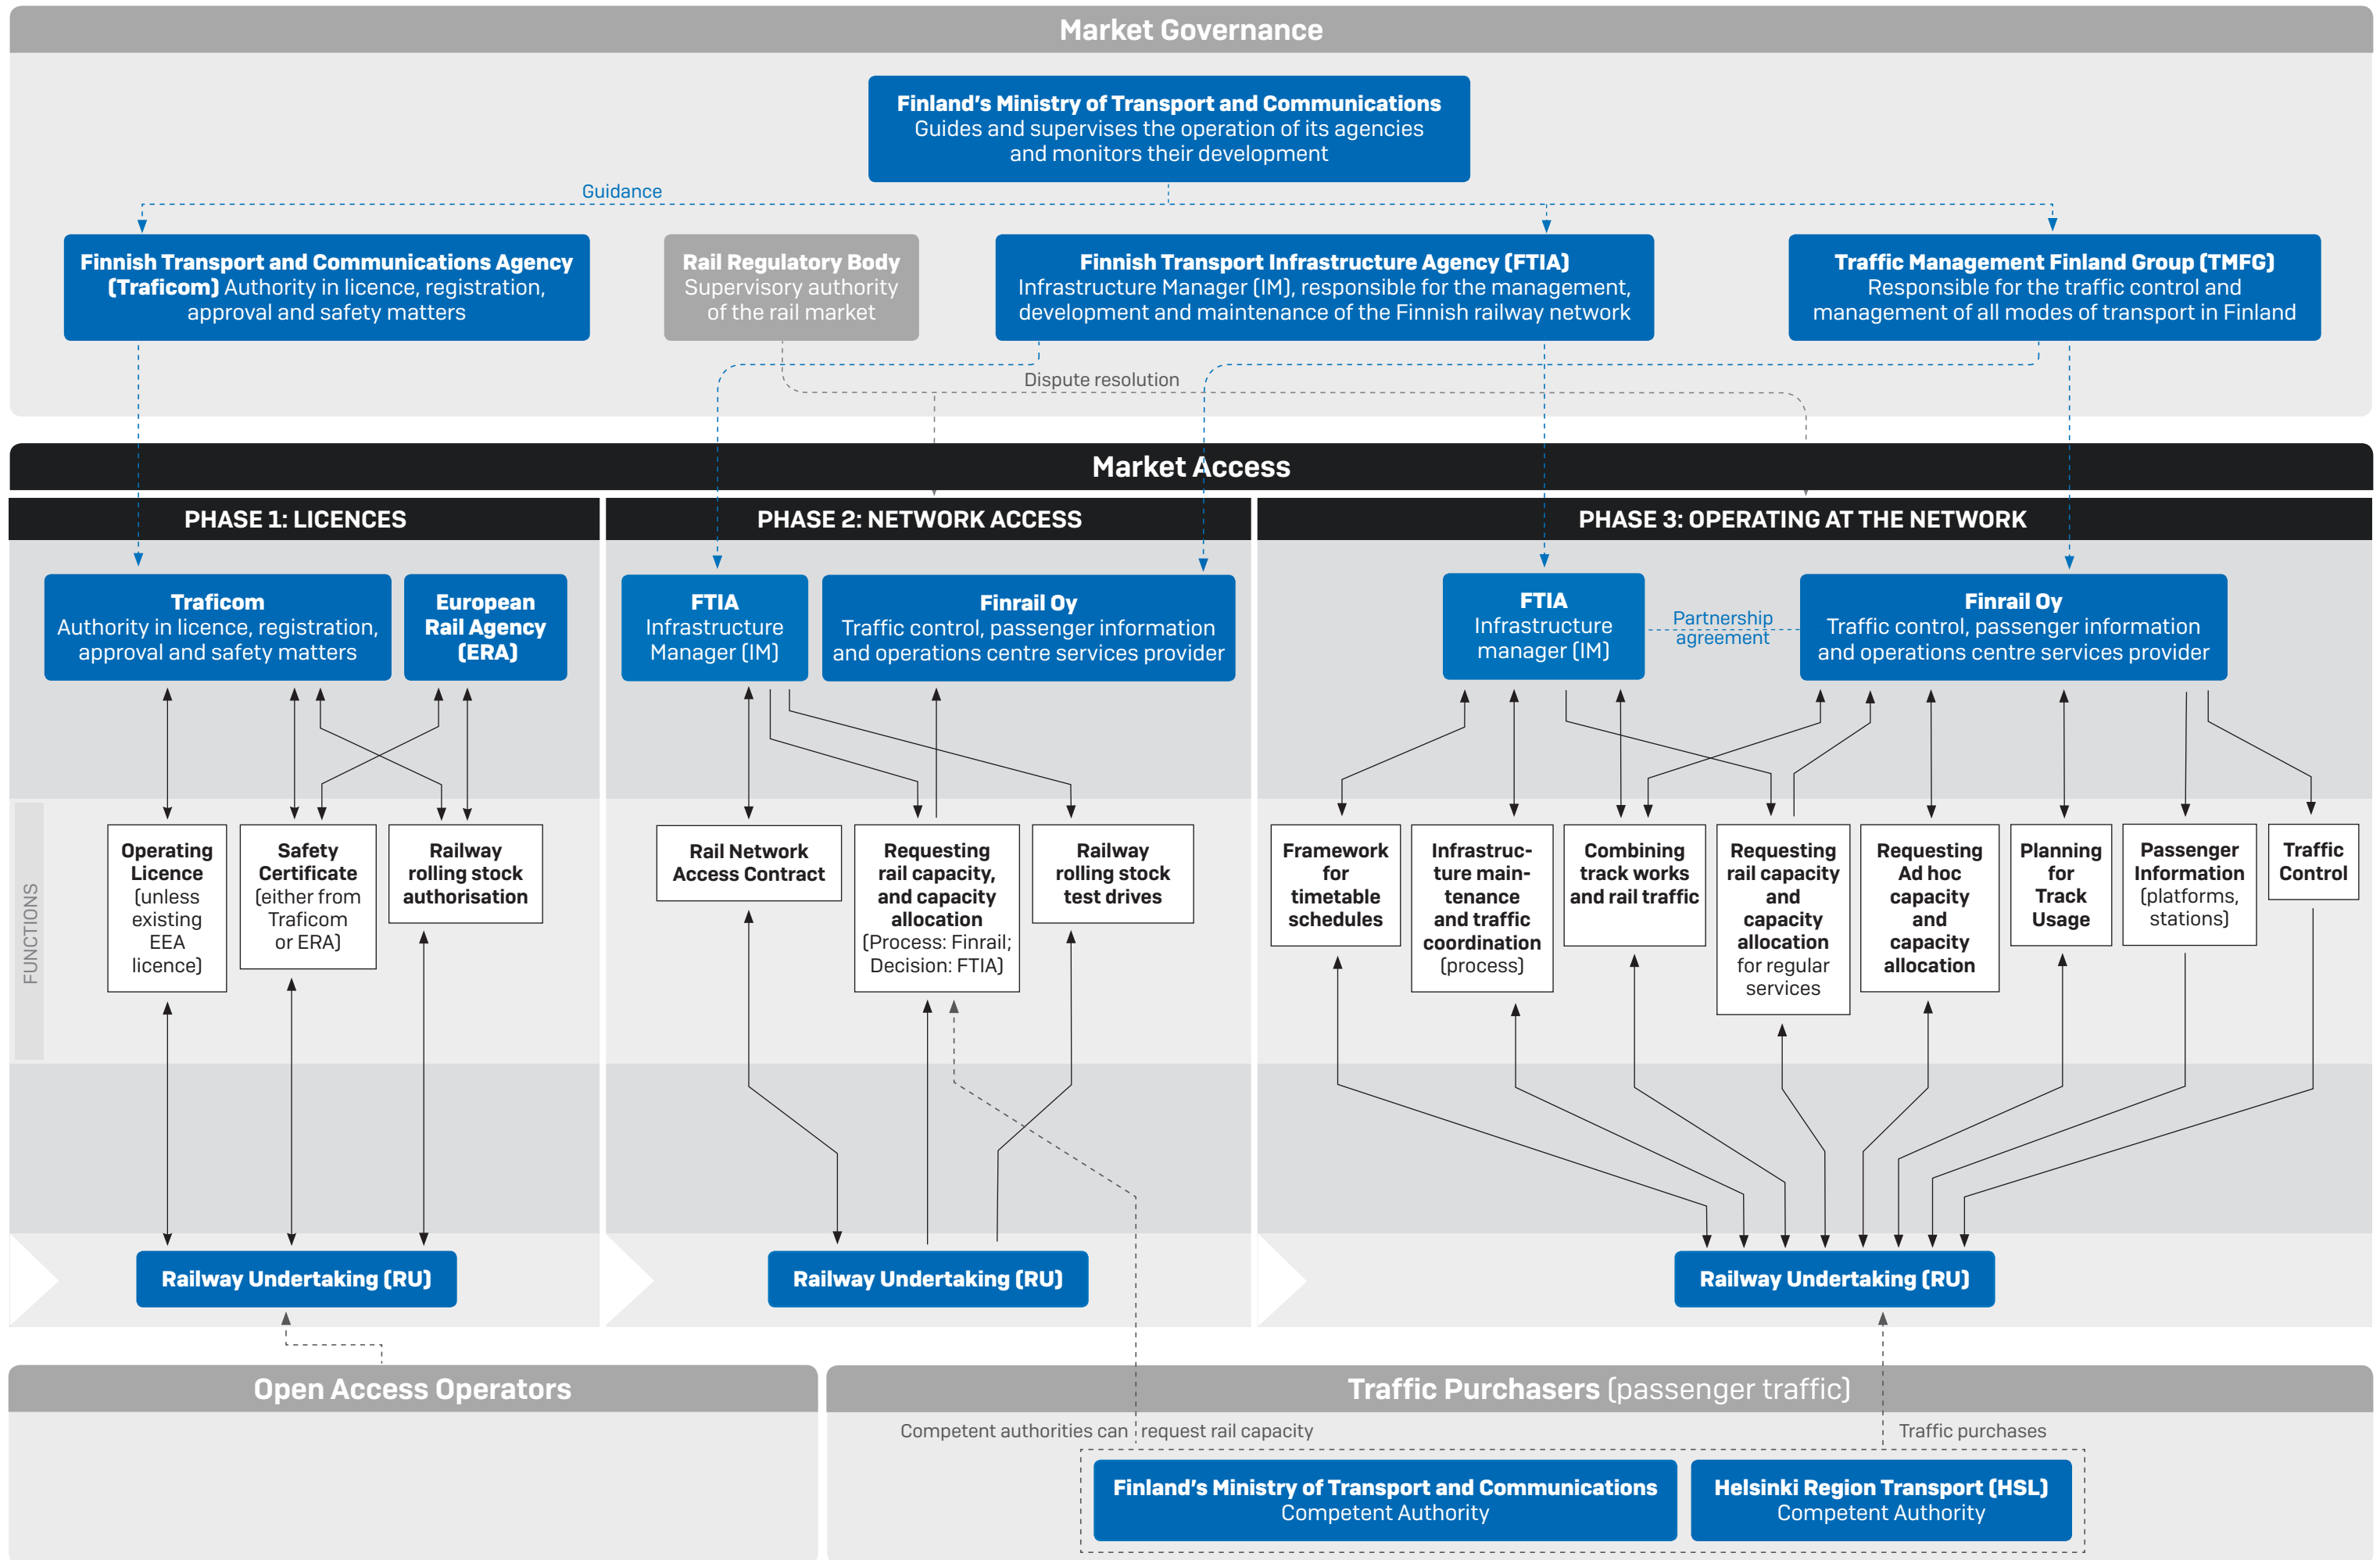 Market Governance
Finland's Ministry of Transport and Communications
Guides and supervises the operation of its agencies
and monitors their development
Guidance
Finnish Transport and Communications Agency
(Traficom) Authority in licence, registration,
approval and safety matters
Rail Regulatory Body
Supervisory authority
of the rail market
Finnish Transport Infrastructure Agency (FTIA)
Infrastructure Manager (IM), responsible for the management,
development and maintenance of the Finnish railway network
Traffic Management Finland Group (TMFG)
Responsible for the traffic control and
management of all modes of transport in Finland
Dispute resolution
Market Access
PHASE 1: LICENCES
PHASE 2: NETWORK ACCESS
PHASE 3: OPERATING AT THE NETWORK
Traficom
Authority in licence, registration,
approval and safety matters
European
Rail Agency
(ERA)
FTIA
Infrastructure
Manager (IM)
Finrail Oy
Traffic control, passenger information
and operations centre services provider
FTIA
Infrastructure
manager (IM)
Partnership
agreement
Finrail Oy
Traffic control, passenger information
and operations centre services provider
FUNCTIONS
Operating
Licence
(unless
existing
EEA
licence)
Safety
Certificate
(either from
Traficom
or ERA)
Railway
rolling stock
authorisation
Rail Network
Access Contract
Requesting
rail capacity,
and capacity
allocation
(Process: Finrail;
Decision: FTIA)
Railway
rolling stock
test drives
Framework
for
timetable
schedules
Infrastruc-
ture main-
tenance
and traffic
coordination
(process)
Combining
track works
and rail traffic
Requesting
rail capacity
and
capacity
allocation
for regular
services
Requesting
Ad hoc
capacity
and
capacity
allocation
Planning
for
Track
Usage
Passenger
Information
(platforms,
stations)
Traffic
Control
Railway Undertaking (RU)
Railway Undertaking (RU)
Railway Undertaking (RU)
Open Access Operators
Traffic Purchasers (passenger traffic)
Competent authorities can request rail capacity
Traffic purchases
Finland's Ministry of Transport and Communications
Competent Authority
Helsinki Region Transport (HSL)
Competent Authority